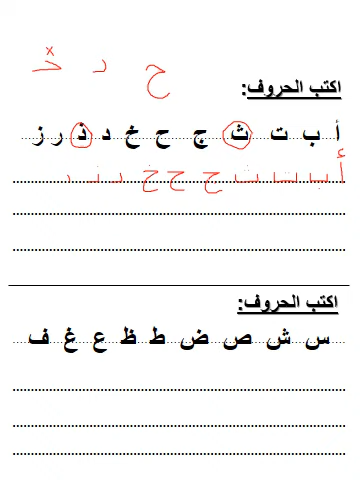 ح د
اكتب الحروف:
أ ب ت ث ج ح خ د ذ ر ز
أ ب ت ث ج ح خ د ذ ر
اكتب الحروف:
س ش ص ض ط ظ ع غ ف